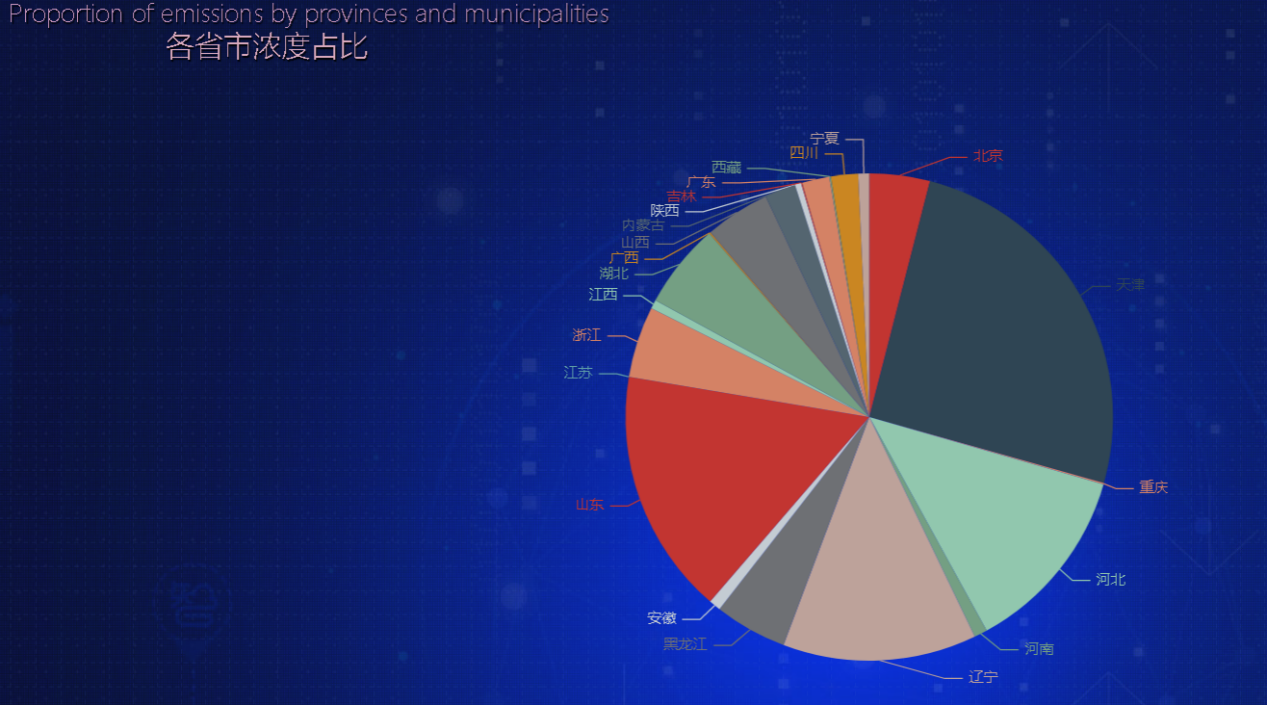 Proportion of emissions by provinces and municipalities
各省市浓度占比
宁夏
四川
北京
西藏
广东
吉林
陕西
内蒙古
山西
广西
湖北
天津
江西
浙江
江苏
重庆
山东
河北
安徽
黑龙江
河南
辽宁